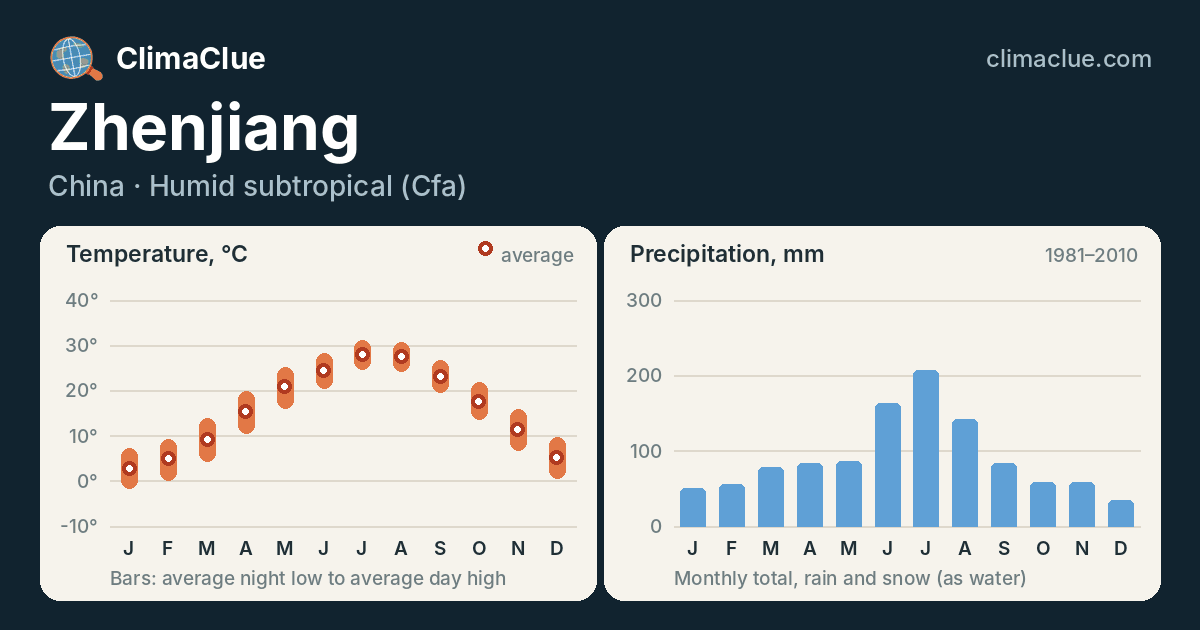 ClimaClue
climaclue.com
Zhenjiang
China · Humid subtropical (Cfa)
Temperature, °C
average
40°
30°
20°
10°
0°
-10°
J F M A M J J A S O N D
Bars: average night low to average day high
Precipitation, mm
1981–2010
300
200
100
0
J F M A M J J A S O N D
Monthly total, rain and snow (as water)